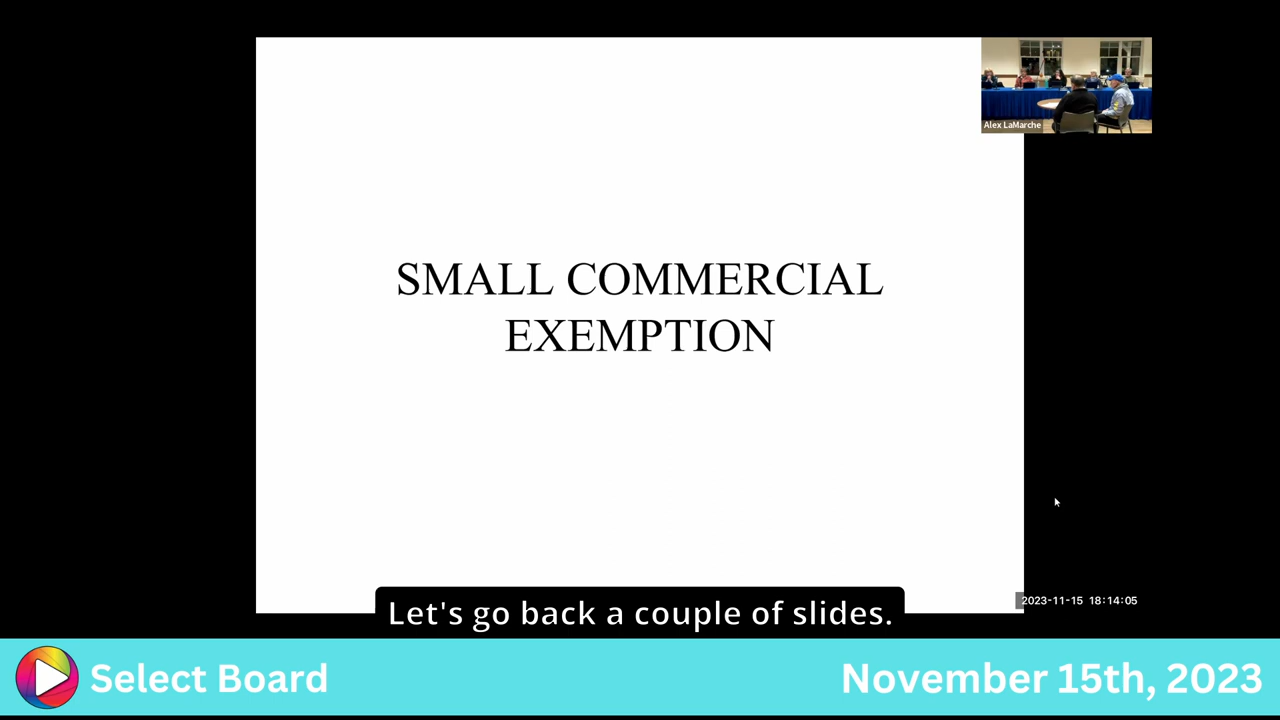 Alex LaMarche
SMALL COMMERCIAL
EXEMPTION
2023-11-15 18:14:05
Let's go back a couple of slides.
Select Board
November 15th, 2023